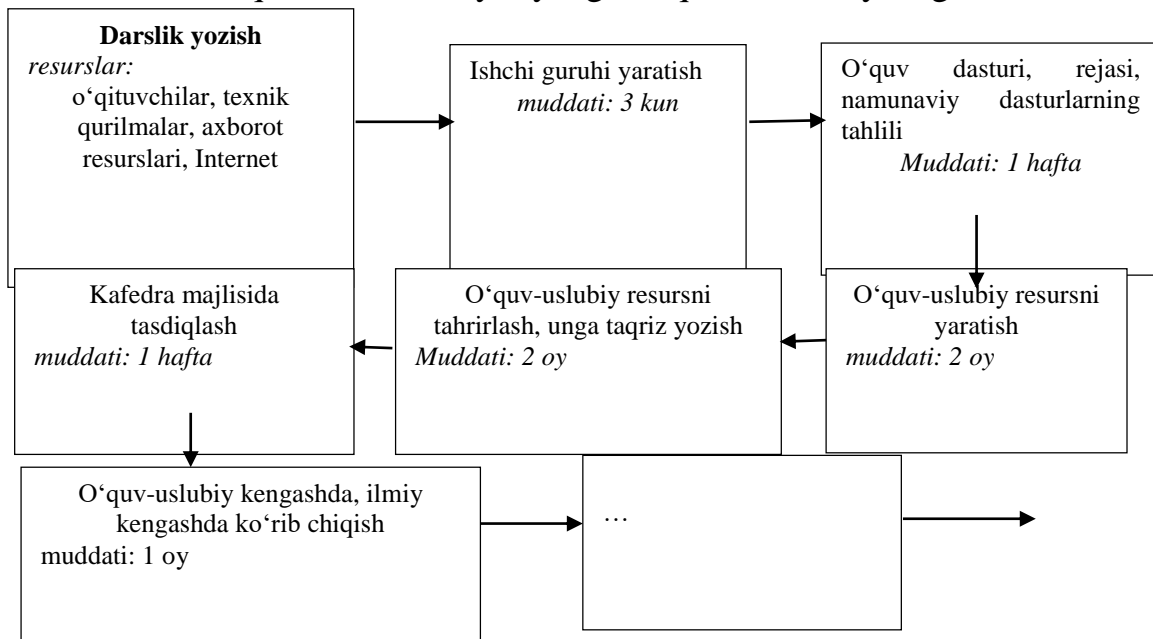 Darslik yozish
resurslar:
o‘qituvchilar, texnik
qurilmalar, axborot
resurslari, Internet
Ishchi guruhi yaratish
muddati: 3 kun
O‘quv dasturi, rejasi,
namunaviy dasturlarning
tahlili
Muddati: 1 hafta
O‘quv-uslubiy resursni
yaratish
muddati: 2 oy
O‘quv-uslubiy resursni
tahrirlash, unga taqriz yozish
Muddati: 2 oy
Kafedra majlisida
tasdiqlash
muddati: 1 hafta
O‘quv-uslubiy kengashda, ilmiy
kengashda ko‘rib chiqish
muddati: 1 oy
…